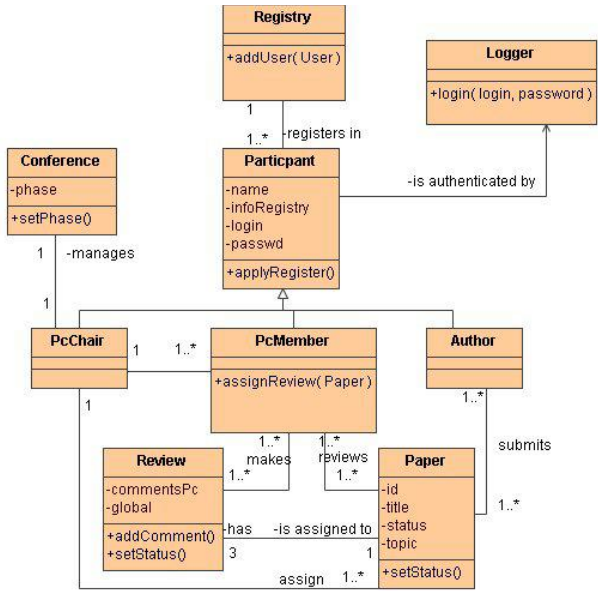 Registry
+addUser( User )
1
1..*
-registers in
Logger
+login( login, password )
Conference
-phase
+setPhase()
Particpant
-name
-infoRegistry
-login
-passwd
+applyRegister()
-is authenticated by
1
-manages
1
PcChair
1
1..*
PcMember
+assignReview( Paper )
Author
1
1..*
1..*
1..*
makes
reviews
submits
1..*
1..*
1..*
Review
-commentsPc
-global
+addComment()
+setStatus()
Paper
-id
-title
-status
-topic
+setStatus()
-has
-is assigned to
3
1
assign
1..*